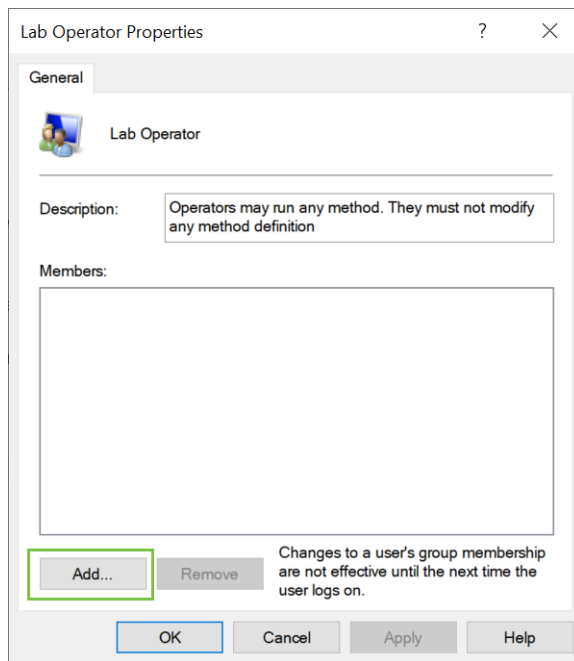 Lab Operator Properties ?
General
Lab Operator
Description:
Operators may run any method. They must not modify
any method definition
Members:
Add...
Remove
Changes to a user's group membership
are not effective until the next time the
user logs on.
OK
Cancel
Apply
Help